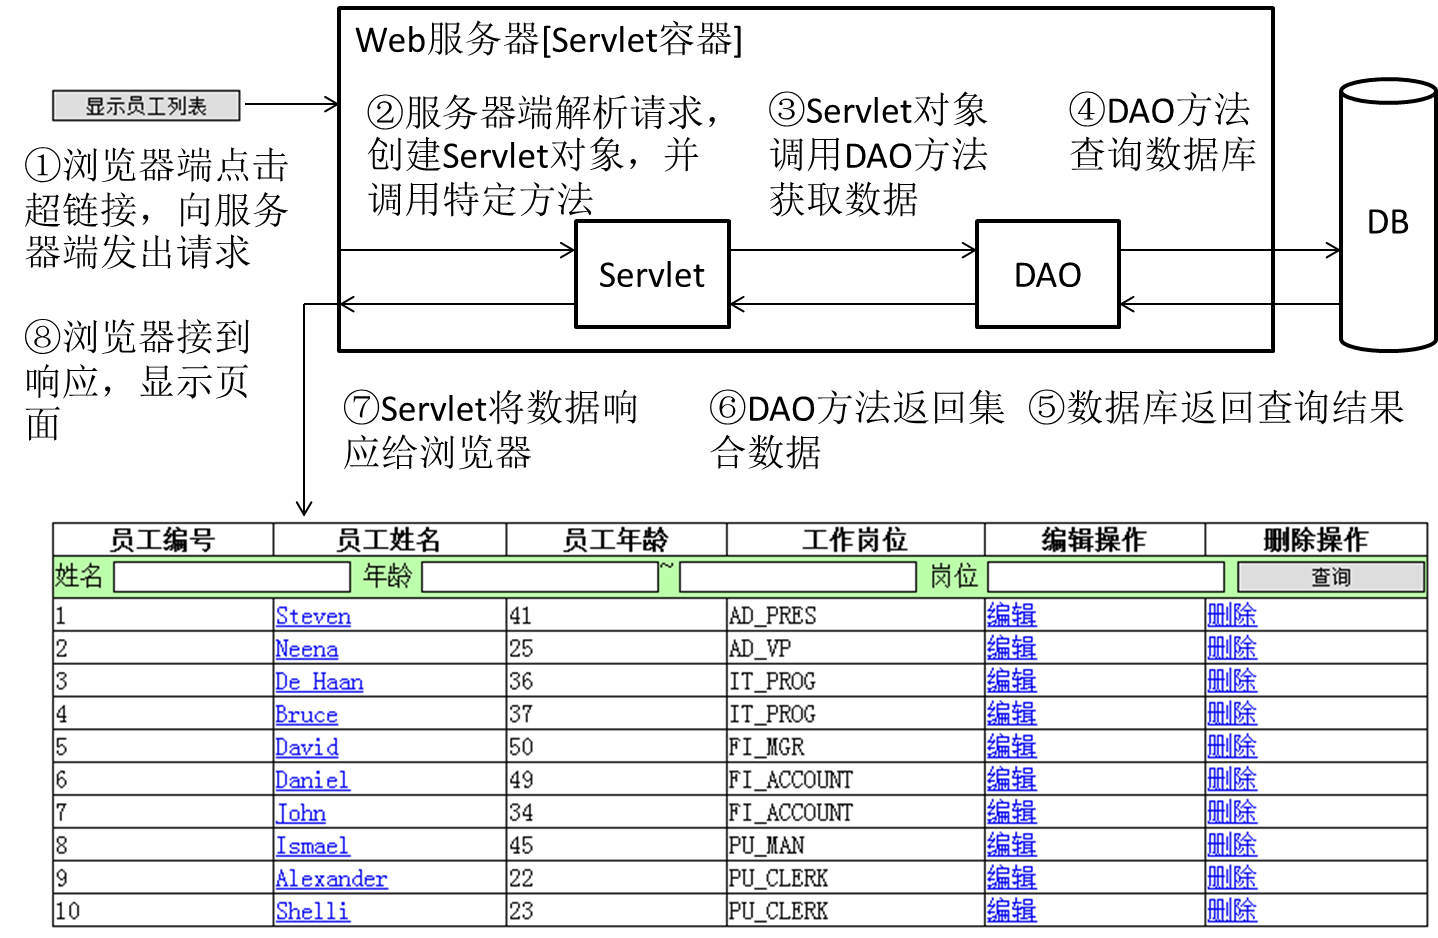 Web服务器[Servlet容器]
显示员工列表
①浏览器端点击
超链接，向服务
器端发出请求
②服务器端解析请求，
创建Servlet对象，并
调用特定方法
③Servlet对象
调用DAO方法
获取数据
④DAO方法
查询数据库
Servlet
DAO
DB
⑧浏览器接到
响应，显示页
面
⑦Servlet将数据响
应给浏览器
⑥DAO方法返回集
合数据
⑤数据库返回查询结果
员工编号 员工姓名 员工年龄 工作岗位 编辑操作 删除操作
姓名 年龄 ~ 岗位 查询
1 Steven 41 AD_PRES 编辑 删除
2 Neena 25 AD_VP 编辑 删除
3 De Haan 36 IT_PROG 编辑 删除
4 Bruce 37 IT_PROG 编辑 删除
5 David 50 FI_MGR 编辑 删除
6 Daniel 49 FI_ACCOUNT 编辑 删除
7 John 34 FI_ACCOUNT 编辑 删除
8 Ismael 45 PU_MAN 编辑 删除
9 Alexander 22 PU_CLERK 编辑 删除
10 Shelli 23 PU_CLERK 编辑 删除